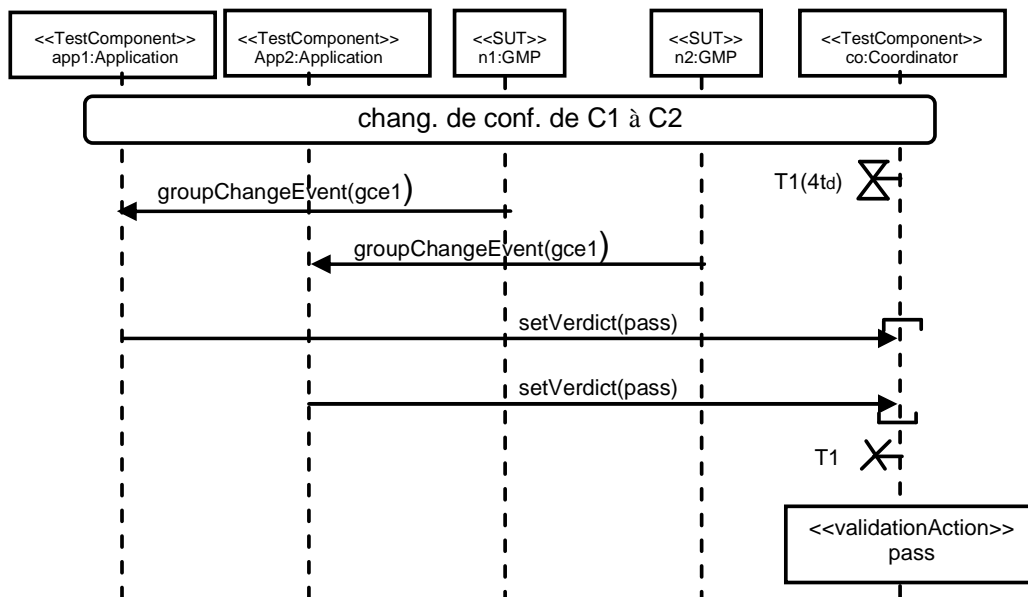 <<TestComponent>>
app1:Application
<<TestComponent>>
App2:Application
<<SUT>>
n1:GMP
<<SUT>>
n2:GMP
<<TestComponent>>
co:Coordinator
chang. de conf. de C1 à C2
T1(4td)
groupChangeEvent(gce1)
groupChangeEvent(gce1)
setVerdict(pass)
setVerdict(pass)
T1
<<validationAction>>
pass